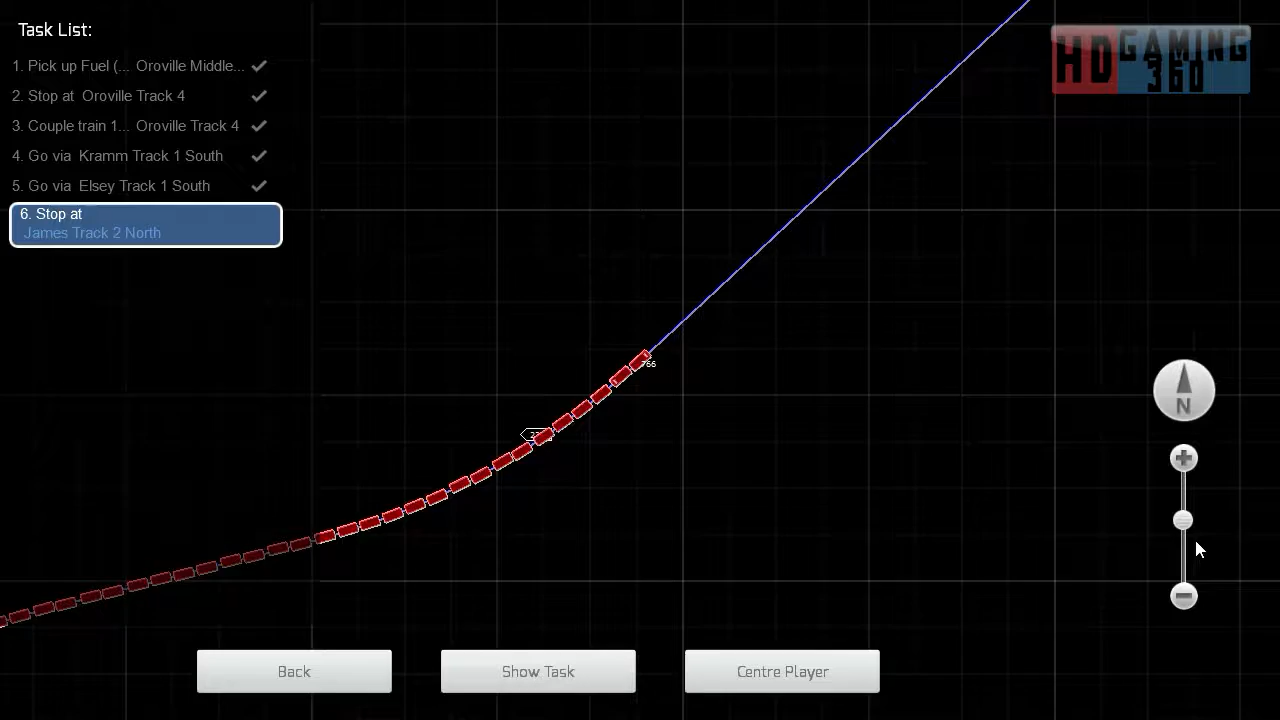 Task List:
1. Pick up Fuel (... Oroville Middle...
2. Stop at Oroville Track 4
3. Couple train 1... Oroville Track 4
4. Go via Kramm Track 1 South
5. Go via Elsey Track 1 South
6. Stop at
James Track 2 North
HD GAMING
360
766
N
Back
Show Task
Centre Player